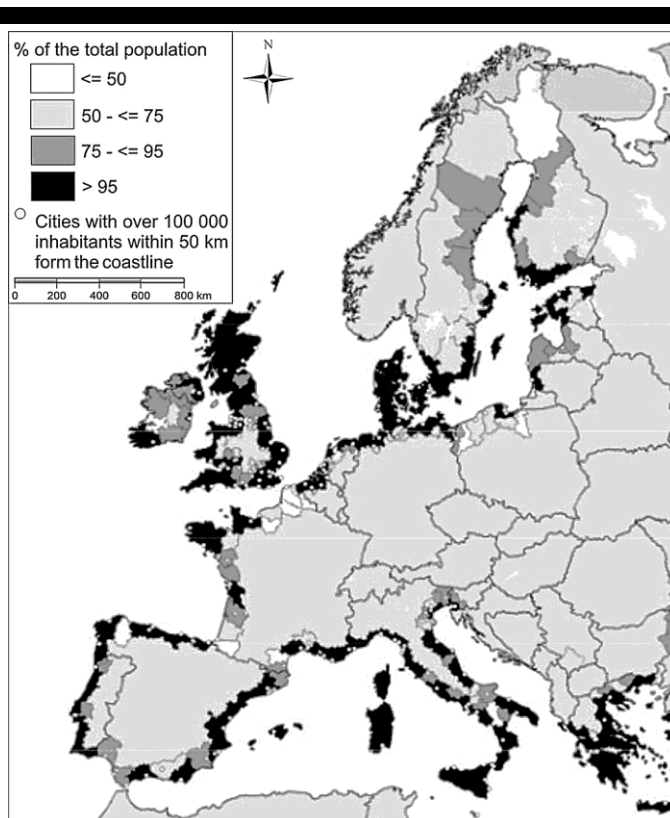 % of the total population
<= 50
50 - <= 75
75 - <= 95
> 95
Cities with over 100 000
inhabitants within 50 km
form the coastline
0 200 400 600 800 km
N